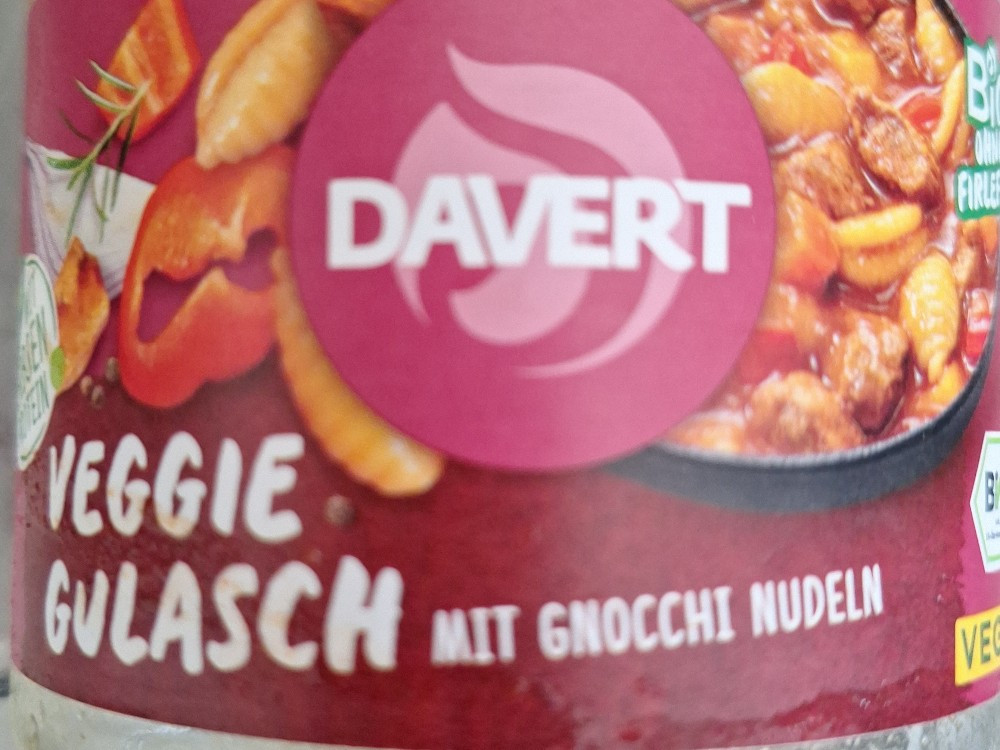 DAVERT
VEGGIE
GULASCH MIT GNOCCHI NUDELN